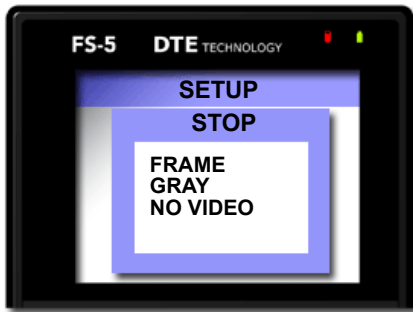 FS-5 DTE TECHNOLOGY
SETUP
STOP
FRAME
GRAY
NO VIDEO